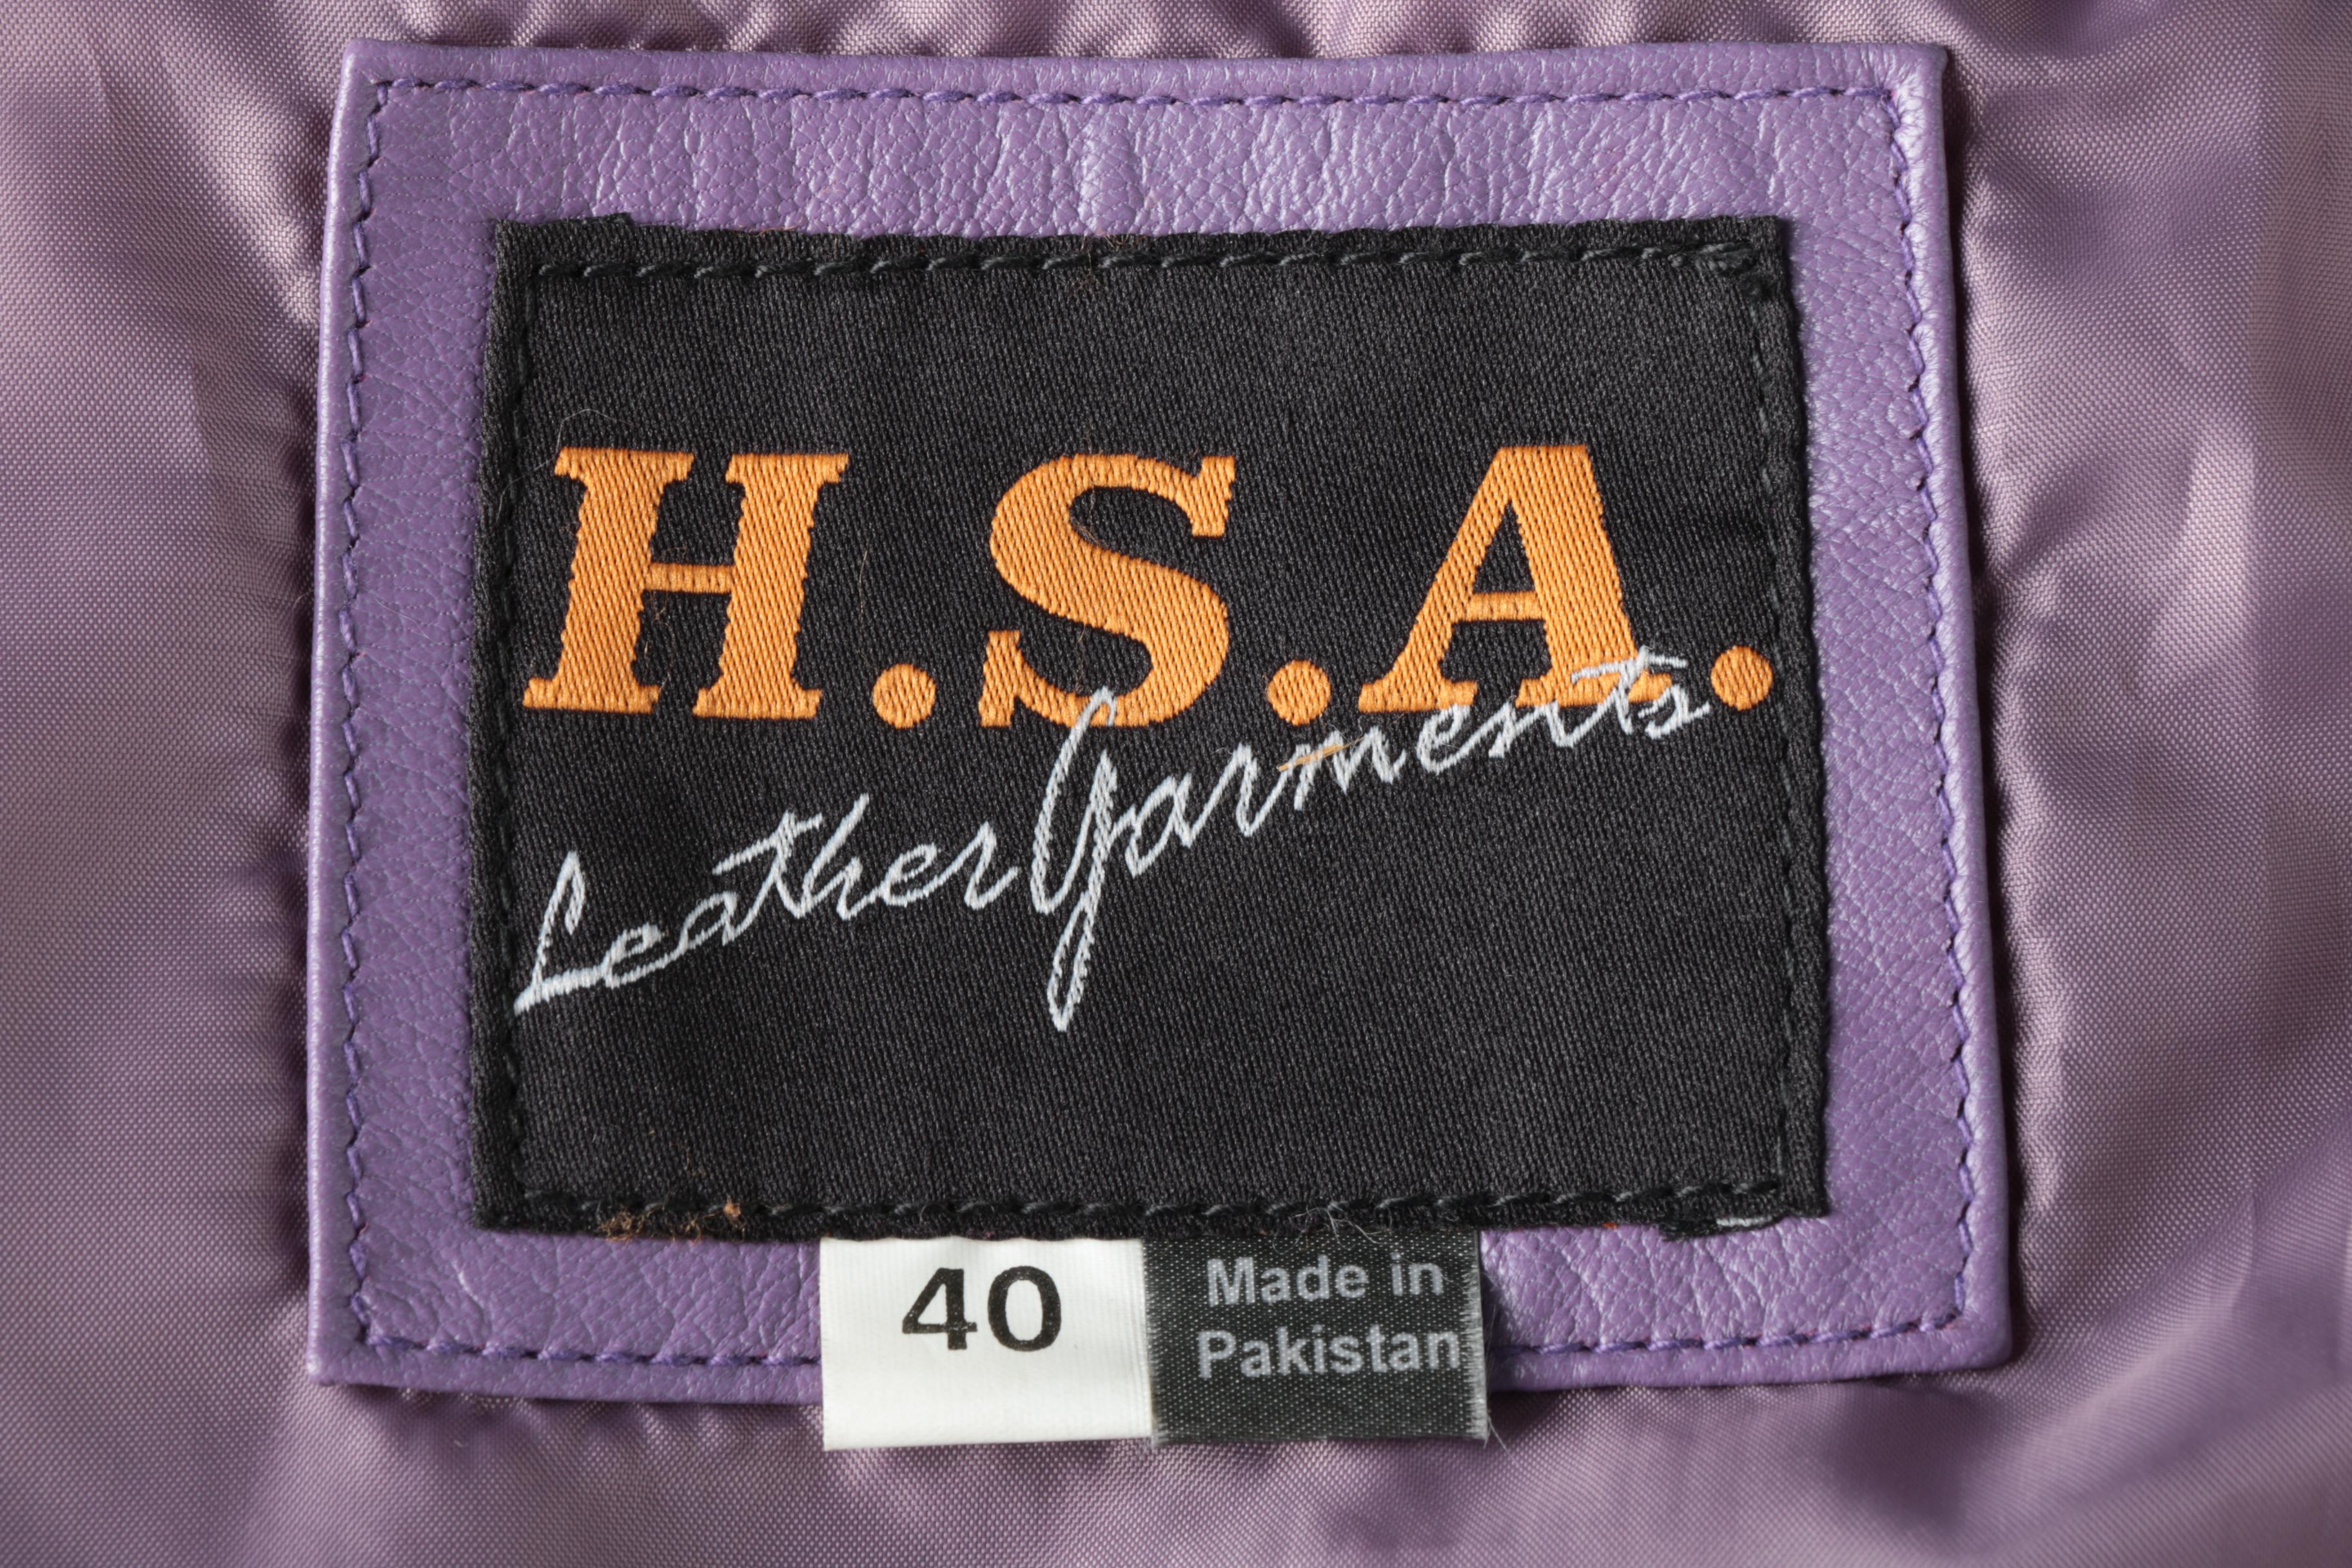 H.S.A.
Leather Garments
40
Made in
Pakistan